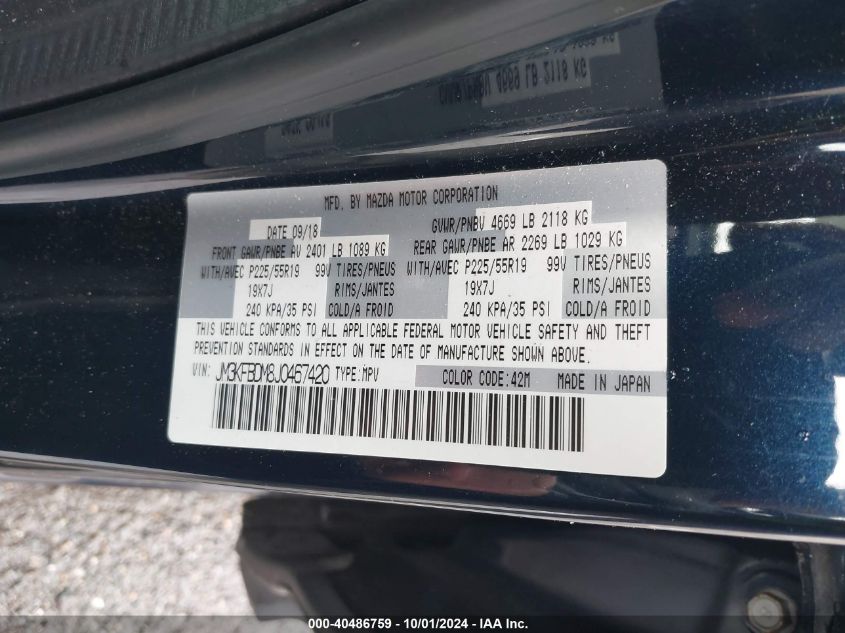 MFD. BY MAZDA MOTOR CORPORATION
DATE 09/18 GVWR/PNBV 4669 LB 2118 KG
FRONT GAWR/PNBE AV 2401 LB 1089 KG REAR GAWR/PNBE AR 2269 LB 1029 KG
WITH/AVEC P225/55R19 99V TIRES/PNEUS WITH/AVEC P225/55R19 99V TIRES/PNEUS
19X7J RIMS/JANTES 19X7J RIMS/JANTES
240 KPA/35 PSI COLD/A FROID 240 KPA/35 PSI COLD/A FROID
THIS VEHICLE CONFORMS TO ALL APPLICABLE FEDERAL MOTOR VEHICLE SAFETY AND THEFT
PREVENTION STANDARDS IN EFFECT ON THE DATE OF MANUFACTURE SHOWN ABOVE.
VIN: JM3KFBDM8J0467420 TYPE:MPV COLOR CODE:42M MADE IN JAPAN
000-40486759 - 10/01/2024 - IAA Inc.